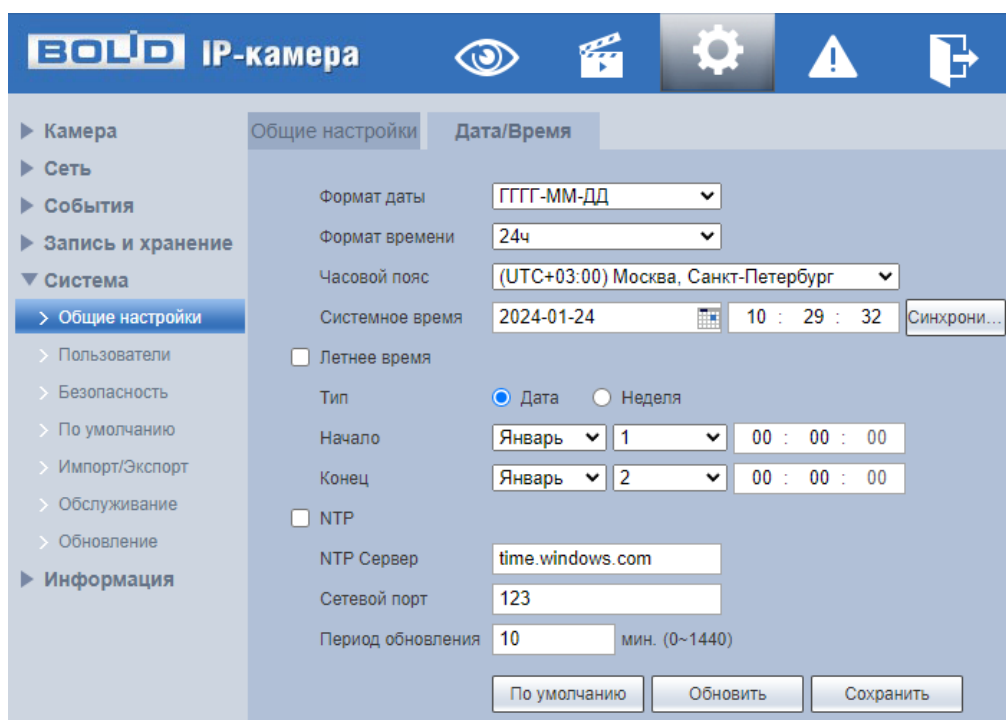 BOLID IP-камера
Камера
Сеть
События
Запись и хранение
Система
Общие настройки
Пользователи
Безопасность
По умолчанию
Импорт/Экспорт
Обслуживание
Обновление
Информация
Общие настройки Дата/Время
Формат даты ГГГГ-ММ-ДД
Формат времени 24ч
Часовой пояс (UTC+03:00) Москва, Санкт-Петербург
Системное время 2024-01-24 10 : 29 : 32 Синхрони...
Летнее время
Тип Дата Неделя
Начало Январь 1 00 : 00 : 00
Конец Январь 2 00 : 00 : 00
NTP
NTP Сервер time.windows.com
Сетевой порт 123
Период обновления 10 мин. (0~1440)
По умолчанию Обновить Сохранить